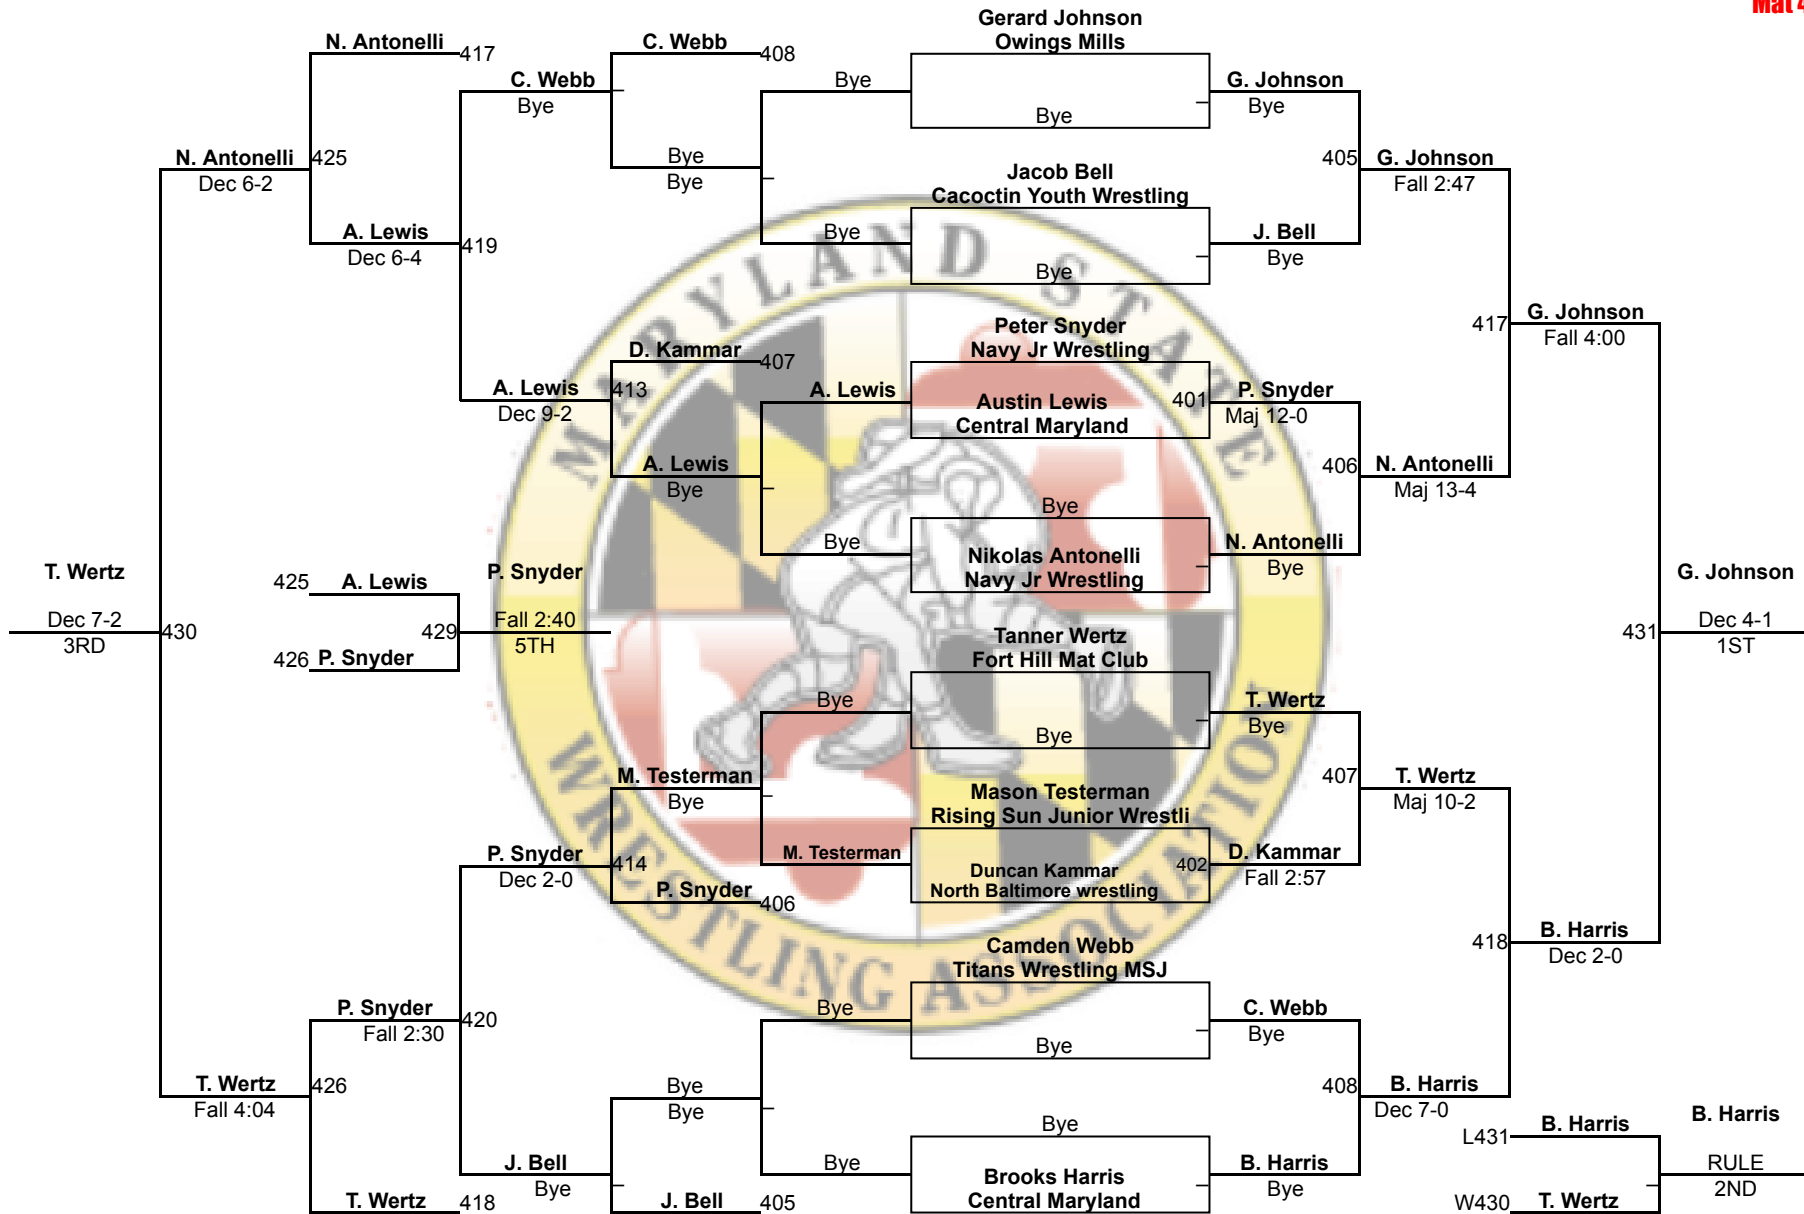 Mat 4
Gerard Johnson
Owings Mills
N. Antonelli
417
C. Webb
408
C. Webb
Bye
Bye
Bye
G. Johnson
Bye
N. Antonelli
425
Dec 6-2
Bye
Bye
405
G. Johnson
Fall 2:47
Jacob Bell
Cacoctin Youth Wrestling
A. Lewis
419
Dec 6-4
Bye
Bye
J. Bell
Bye
MARYLAND STATE
WRESTLING ASSOCIATION
417
G. Johnson
Fall 4:00
Peter Snyder
Navy Jr Wrestling
D. Kammar
407
A. Lewis
413
Dec 9-2
A. Lewis
Austin Lewis
Central Maryland
401
P. Snyder
Maj 12-0
A. Lewis
Bye
406
N. Antonelli
Maj 13-4
Bye
Bye
Nikolas Antonelli
Navy Jr Wrestling
N. Antonelli
Bye
T. Wertz
Dec 7-2
3RD
430
425
A. Lewis
429
426
P. Snyder
P. Snyder
Fall 2:40
5TH
G. Johnson
431
Dec 4-1
1ST
Tanner Wertz
Fort Hill Mat Club
Bye
Bye
T. Wertz
Bye
M. Testerman
Bye
407
T. Wertz
Maj 10-2
Mason Testerman
Rising Sun Junior Wrestli
P. Snyder
414
Dec 2-0
M. Testerman
Duncan Kammar
North Baltimore wrestling
402
D. Kammar
Fall 2:57
P. Snyder
406
418
B. Harris
Dec 2-0
Camden Webb
Titans Wrestling MSJ
P. Snyder
420
Fall 2:30
Bye
Bye
C. Webb
Bye
T. Wertz
426
Fall 4:04
Bye
Bye
408
B. Harris
Dec 7-0
Bye
J. Bell
Bye
Bye
Brooks Harris
Central Maryland
B. Harris
Bye
T. Wertz
418
J. Bell
405
L431
B. Harris
W430
T. Wertz
B. Harris
RULE
2ND